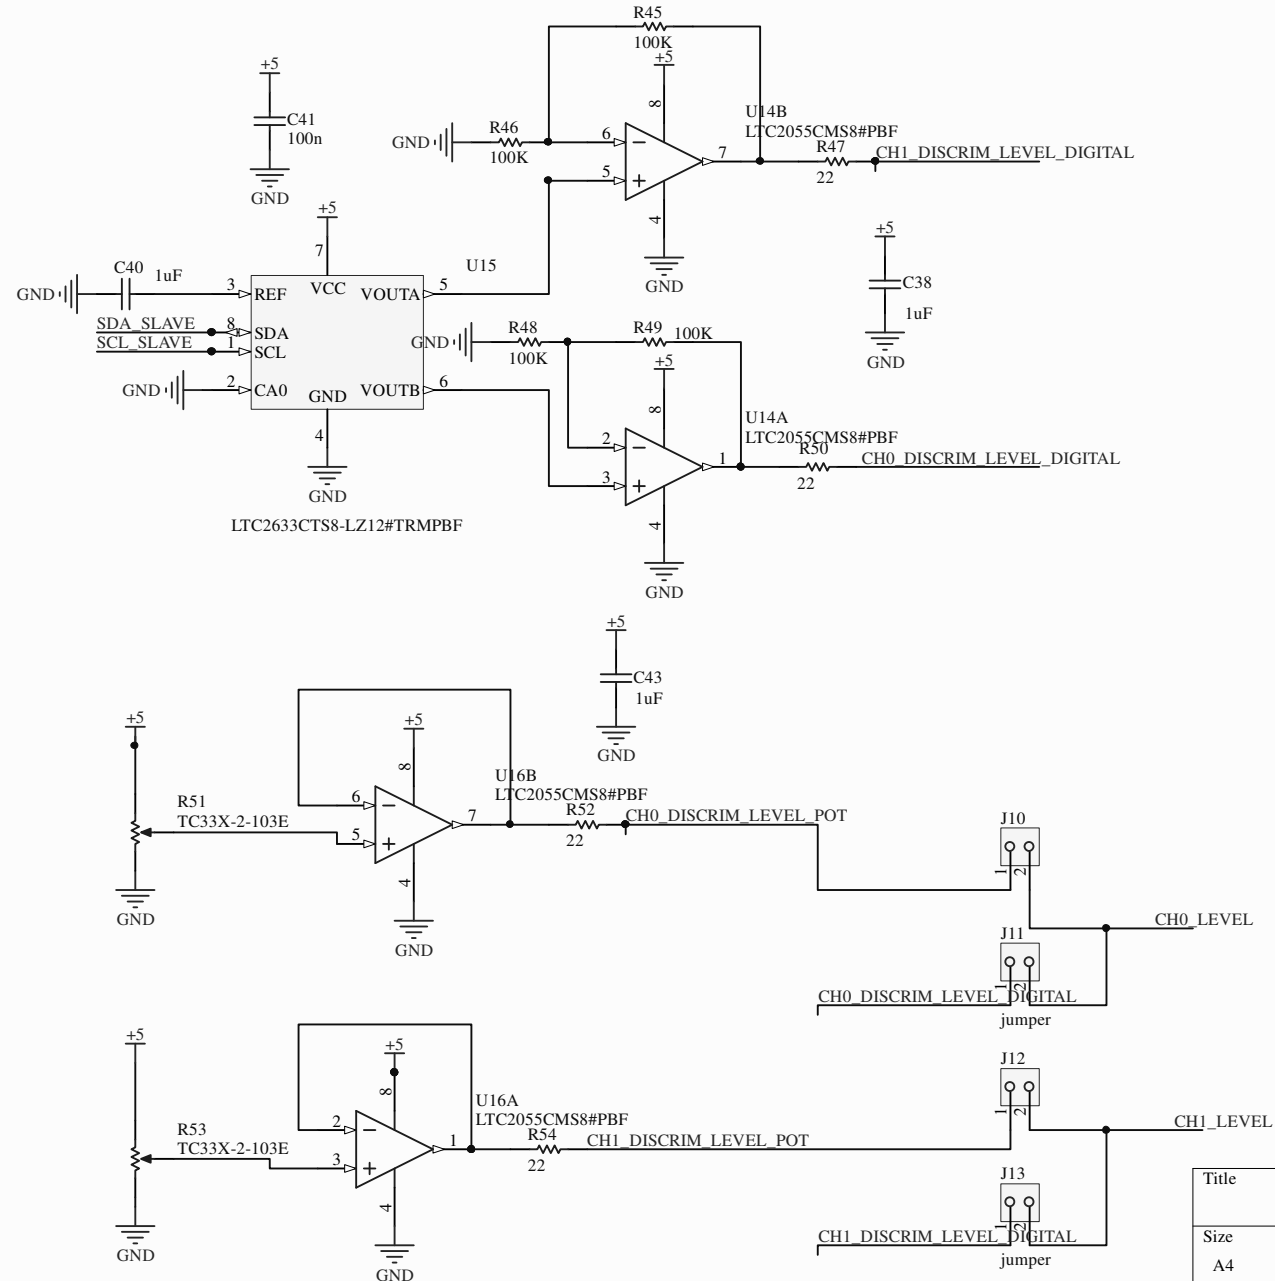 R45
100K
+5
+5
8
C41
100n
U14B
LTC2055CMS8#PBF
GND
R46
100K
6
7
R47
22
CH1_DISCRIM_LEVEL_DIGITAL
5
GND
4
+5
7
+5
C40
1uF
U15
GND
C38
1uF
GND
3
REF
VCC
VOUTA
5
GND
SDA_SLAVE
8
SDA
SCL_SLAVE
1
SCL
GND
R48
100K
R49
100K
+5
GND
2
CA0
GND
VOUTB
6
8
4
U14A
LTC2055CMS8#PBF
2
1
R50
22
CH0_DISCRIM_LEVEL_DIGITAL
3
GND
LTC2633CTS8-LZ12#TRMPBF
4
GND
+5
C43
1uF
GND
+5
+5
8
U16B
LTC2055CMS8#PBF
R51
TC33X-2-103E
6
7
R52
22
CH0_DISCRIM_LEVEL_POT
5
J10
1
2
4
GND
GND
CH0_LEVEL
J11
1
2
CH0_DISCRIM_LEVEL_DIGITAL
jumper
+5
+5
8
J12
1
2
U16A
LTC2055CMS8#PBF
R53
TC33X-2-103E
2
1
R54
22
CH1_DISCRIM_LEVEL_POT
CH1_LEVEL
3
J13
1
2
4
CH1_DISCRIM_LEVEL_DIGITAL
jumper
GND
GND
Title
Size
A4